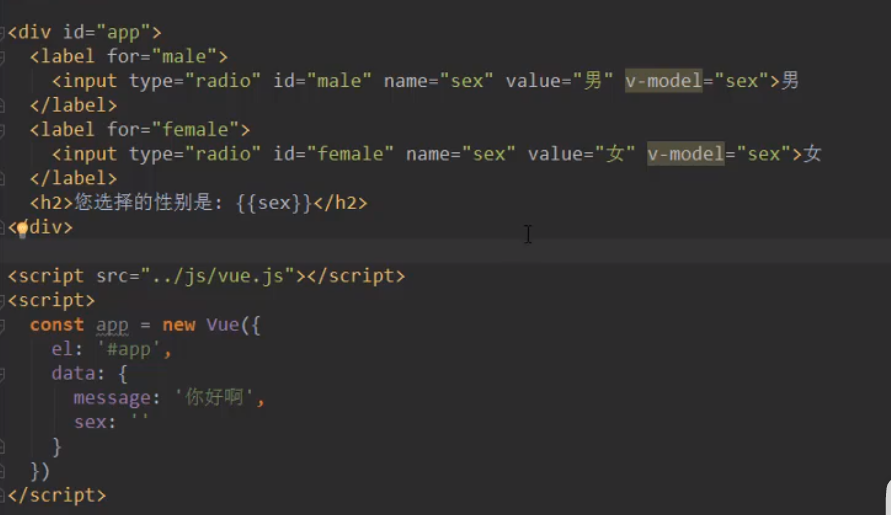 <div id="app">
<label for="male">
<input type="radio" id="male" name="sex" value="男" v-model="sex">男
</label>
<label for="female">
<input type="radio" id="female" name="sex" value="女" v-model="sex">女
</label>
<h2>您选择的性别是: {{sex}}</h2>
</div>
<script src="../js/vue.js"></script>
<script>
const app = new Vue({
el: '#app',
data: {
message: '你好啊',
sex: ''
}
})
</script>